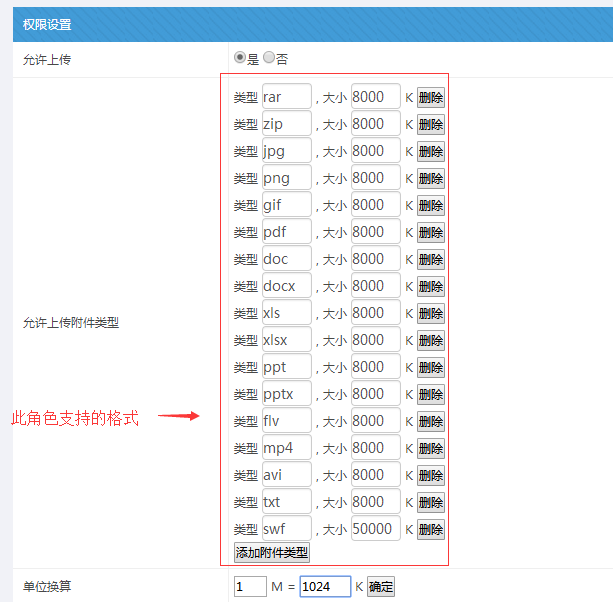 权限设置
允许上传 是 否
类型 rar , 大小 8000 K 删除
类型 zip , 大小 8000 K 删除
类型 jpg , 大小 8000 K 删除
类型 png , 大小 8000 K 删除
类型 gif , 大小 8000 K 删除
类型 pdf , 大小 8000 K 删除
类型 doc , 大小 8000 K 删除
类型 docx , 大小 8000 K 删除
类型 xls , 大小 8000 K 删除
允许上传附件类型
类型 xlsx , 大小 8000 K 删除
类型 ppt , 大小 8000 K 删除
类型 pptx , 大小 8000 K 删除
此角色支持的格式
类型 flv , 大小 8000 K 删除
类型 mp4 , 大小 8000 K 删除
类型 avi , 大小 8000 K 删除
类型 txt , 大小 8000 K 删除
类型 swf , 大小 50000 K 删除
添加附件类型
单位换算 1 M = 1024 K 确定